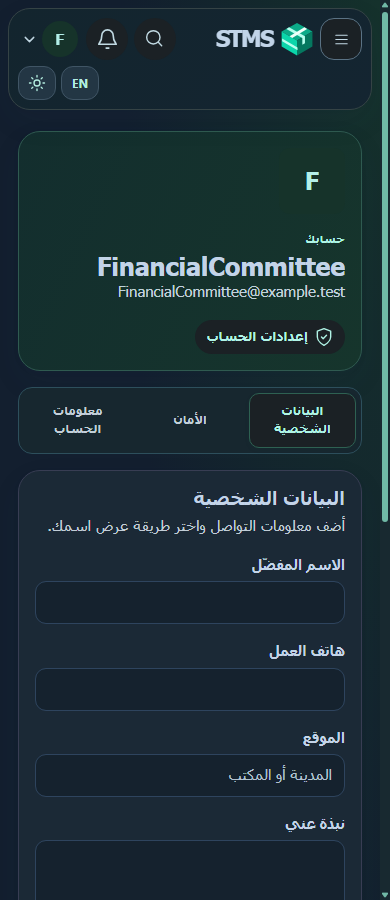 STMS
F
EN
F
حسابك
FinancialCommittee
FinancialCommittee@example.test
إعدادات الحساب
البيانات الشخصية
الأمان
معلومات الحساب
البيانات الشخصية
أضف معلومات التواصل واختر طريقة عرض اسمك.
الاسم المفضّل
هاتف العمل
الموقع
المدينة أو المكتب
نبذة عني